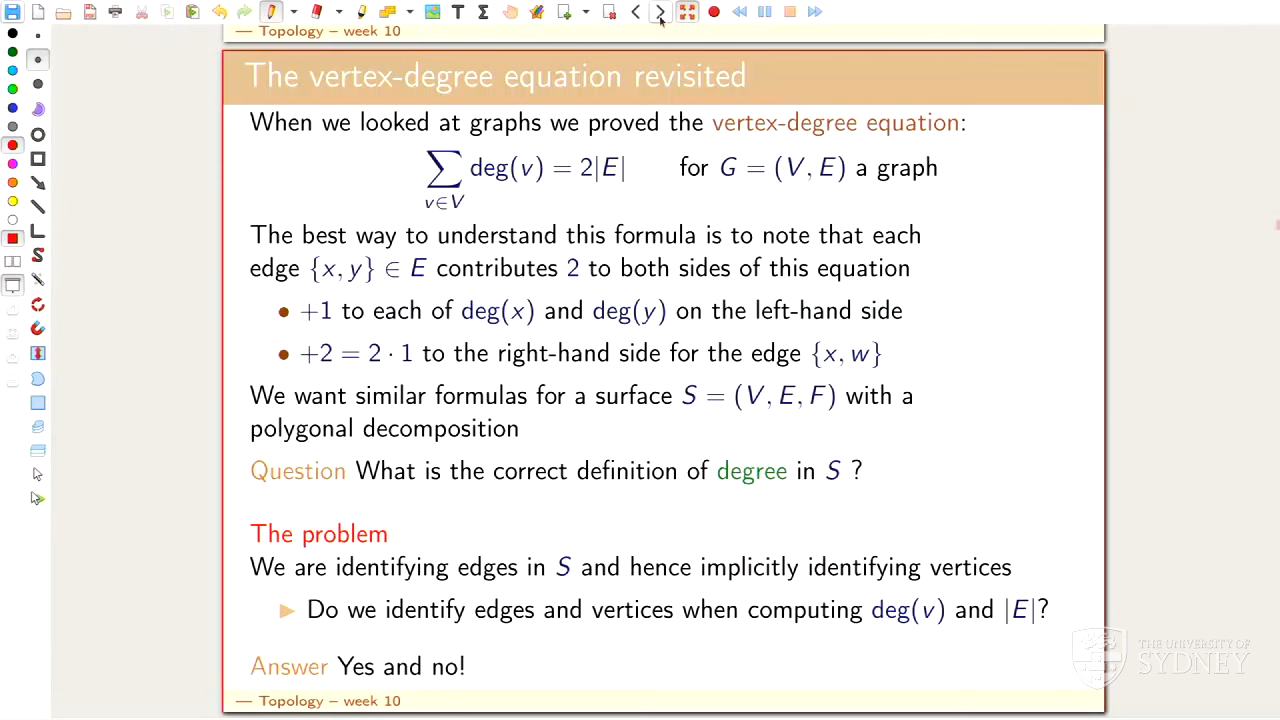 — Topology – week 10
The vertex-degree equation revisited
When we looked at graphs we proved the vertex-degree equation:
∑ deg(v) = 2|E| for G = (V, E) a graph
v∈V
The best way to understand this formula is to note that each
edge {x, y} ∈ E contributes 2 to both sides of this equation
• +1 to each of deg(x) and deg(y) on the left-hand side
• +2 = 2 · 1 to the right-hand side for the edge {x, w}
We want similar formulas for a surface S = (V, E, F) with a
polygonal decomposition
Question What is the correct definition of degree in S ?
The problem
We are identifying edges in S and hence implicitly identifying vertices
▶ Do we identify edges and vertices when computing deg(v) and |E|?
Answer Yes and no!
— Topology – week 10
THE UNIVERSITY OF
SYDNEY